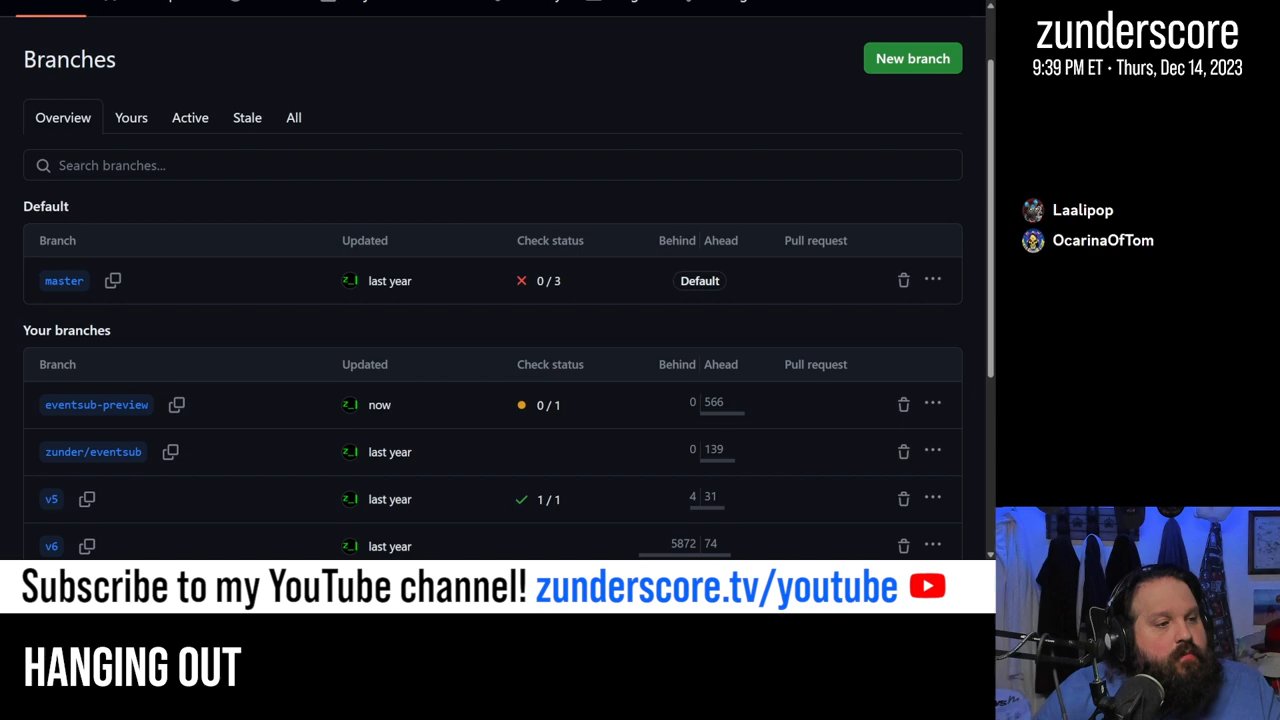 Branches
New branch
Overview Yours Active Stale All
Search branches...
Default
Branch Updated Check status Behind Ahead Pull request
master last year 0 / 3 Default
Your branches
Branch Updated Check status Behind Ahead Pull request
eventsub-preview now 0 / 1 0 566
zunder/eventsub last year 0 139
v5 last year 1 / 1 4 31
v6 last year 5872 74
Subscribe to my YouTube channel! zunderscore.tv/youtube
HANGING OUT
zunderscore
9:39 PM ET • Thurs, Dec 14, 2023
Laalipop
OcarinaOfTom